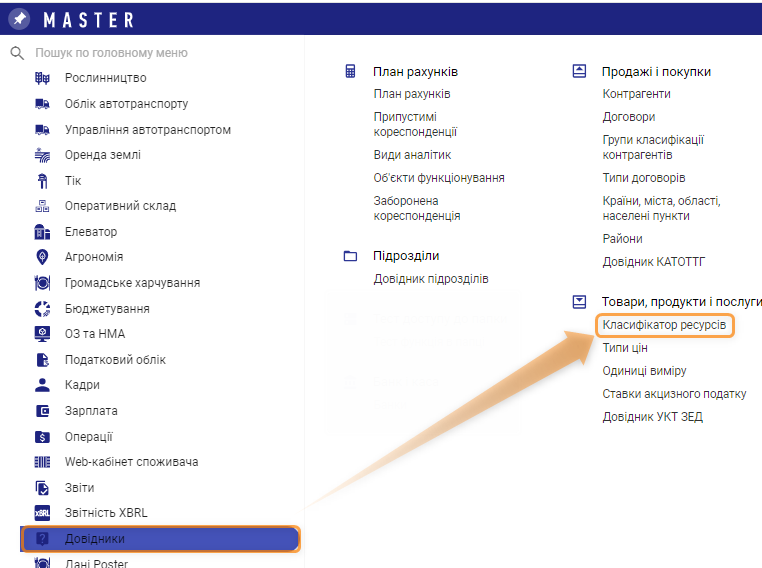 MASTER
Пошук по головному меню
Рослинництво
Облік автотранспорту
Управління автотранспортом
Оренда землі
Тік
Оперативний склад
Елеватор
Агрономія
Громадське харчування
Бюджетування
ОЗ та НМА
Податковий облік
Кадри
Зарплата
Операції
Web-кабінет споживача
Звіти
XBRL Звітність XBRL
Довідники
Дані Poster
План рахунків
План рахунків
Припустимі
кореспонденції
Види аналітик
Об'єкти функціонування
Заборонена
кореспонденція
Підрозділи
Довідник підрозділів
Продажі і покупки
Контрагенти
Договори
Групи класифікації
контрагентів
Типи договорів
Країни, міста, області,
населені пункти
Райони
Довідник КАТОТТГ
Товари, продукти і послуги
Класифікатор ресурсів
Типи цін
Одиниці виміру
Ставки акцизного податку
Довідник УКТ ЗЕД